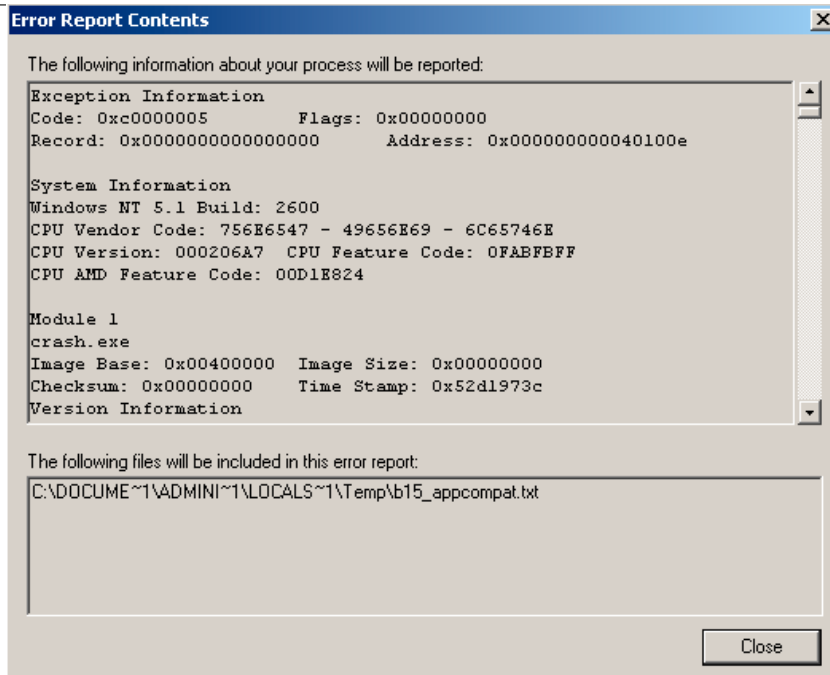 Error Report Contents
The following information about your process will be reported:
Exception Information
Code: 0xc0000005 Flags: 0x00000000
Record: 0x0000000000000000 Address: 0x000000000040100e
System Information
Windows NT 5.1 Build: 2600
CPU Vendor Code: 756E6547 - 49656E69 - 6C65746E
CPU Version: 000206A7 CPU Feature Code: 0FABFBFF
CPU AMD Feature Code: 00D1E824
Module 1
crash.exe
Image Base: 0x00400000 Image Size: 0x00000000
Checksum: 0x00000000 Time Stamp: 0x52d1973c
Version Information
The following files will be included in this error report:
C:\DOCUME~1\ADMINI~1\LOCALS~1\Temp\b15_appcompat.txt
Close